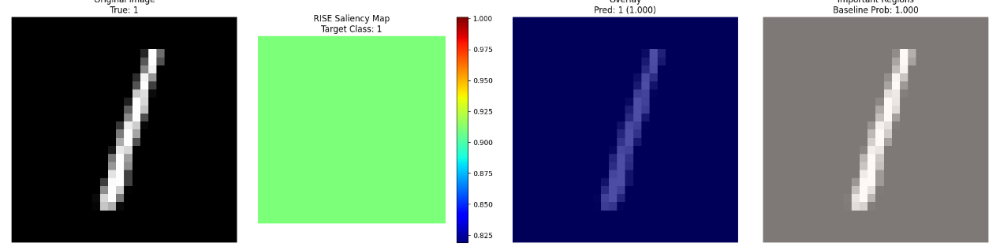 Original Image
True: 1
RISE Saliency Map
Target Class: 1
1.000
0.975
0.950
0.925
0.900
0.875
0.850
0.825
Overlay
Pred: 1 (1.000)
Important Regions
Baseline Prob: 1.000